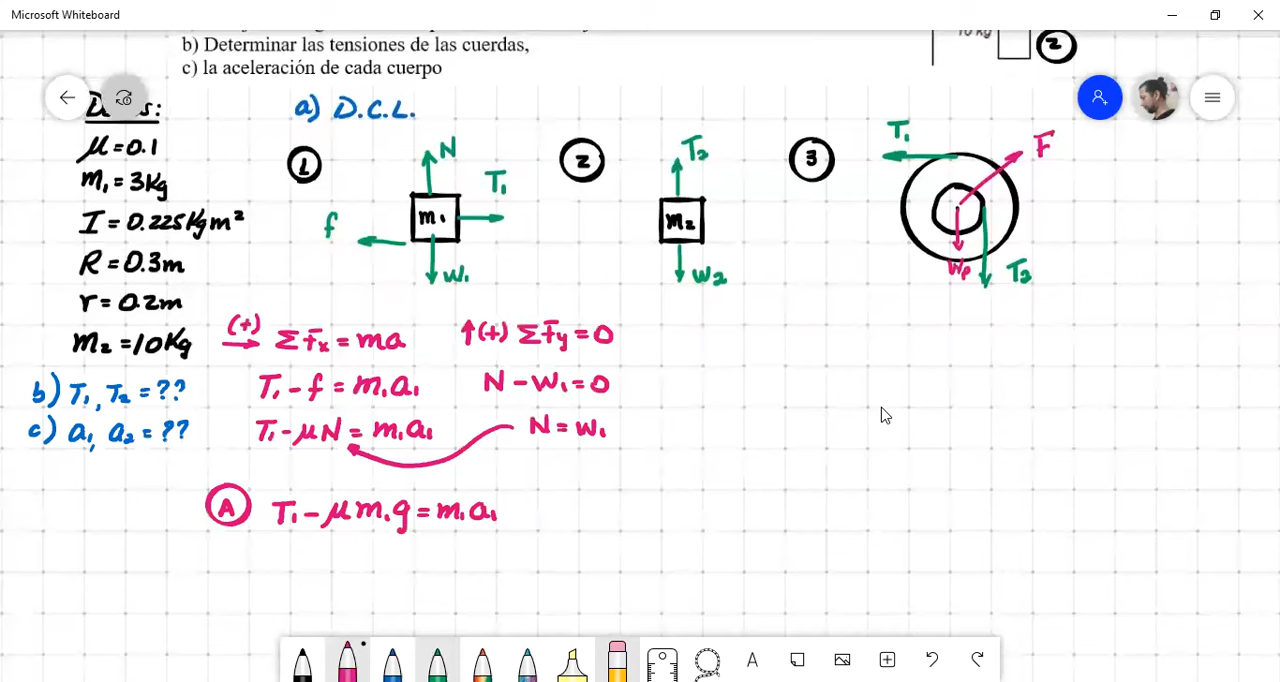 Microsoft Whiteboard
b) Determinar las tensiones de las cuerdas,
c) la aceleración de cada cuerpo
10 kg
2
a) D.C.L.
μ = 0.1
m₁ = 3Kg
I = 0.225Kgm²
R = 0.3m
r = 0.2m
m₂ = 10Kg
b) T₁, T₂ = ??
c) a₁, a₂ = ??
1
N
T₁
f
m₁
W₁
2
T₂
m₂
W₂
3
T₁
F
Wp
T₂
(+) → ΣFx = ma
T₁ - f = m₁a₁
T₁ - μN = m₁a₁
↑(+) ΣFy = 0
N - W₁ = 0
N = W₁
A T₁ - μm₁g = m₁a₁
A